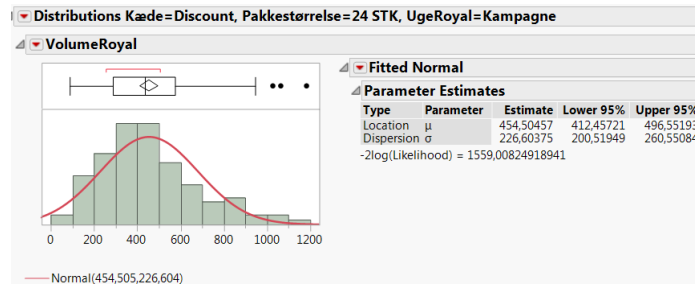 Distributions Kæde=Discount, Pakkestørrelse=24 STK, UgeRoyal=Kampagne
VolumeRoyal
0 200 400 600 800 1000 1200
Normal(454,505,226,604)
Fitted Normal
Parameter Estimates
Type Parameter Estimate Lower 95% Upper 95%
Location μ 454,50457 412,45721 496,55193
Dispersion σ 226,60375 200,51949 260,55084
-2log(Likelihood) = 1559,00824918941